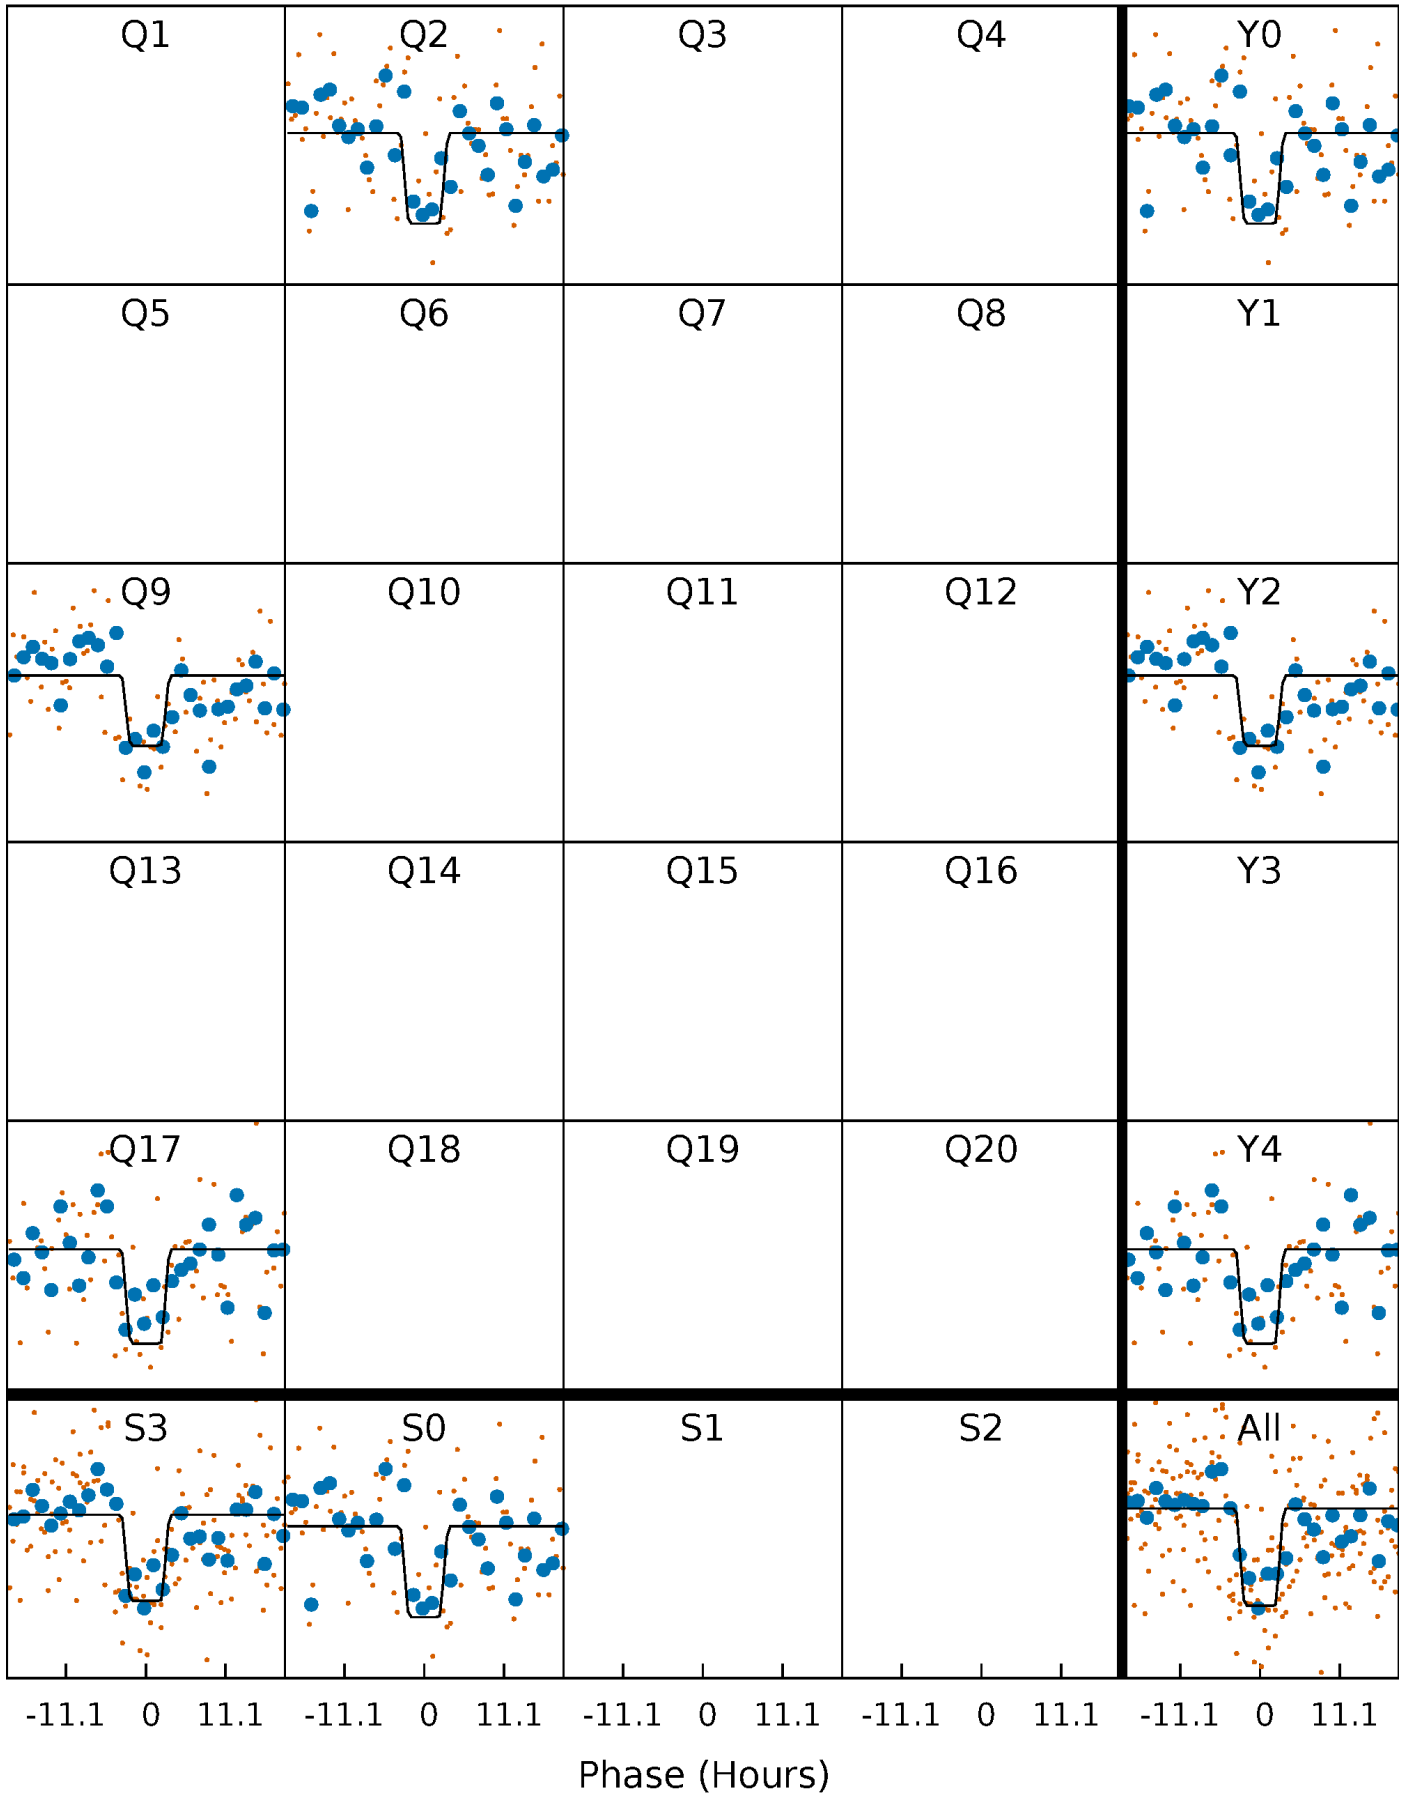 Q1 Q2 Q3 Q4 Y0
Q5 Q6 Q7 Q8 Y1
Q9 Q10 Q11 Q12 Y2
Q13 Q14 Q15 Q16 Y3
Q17 Q18 Q19 Q20 Y4
S3 S0 S1 S2 All
-11.1 0 11.1 -11.1 0 11.1 -11.1 0 11.1 -11.1 0 11.1 -11.1 0 11.1
Phase (Hours)